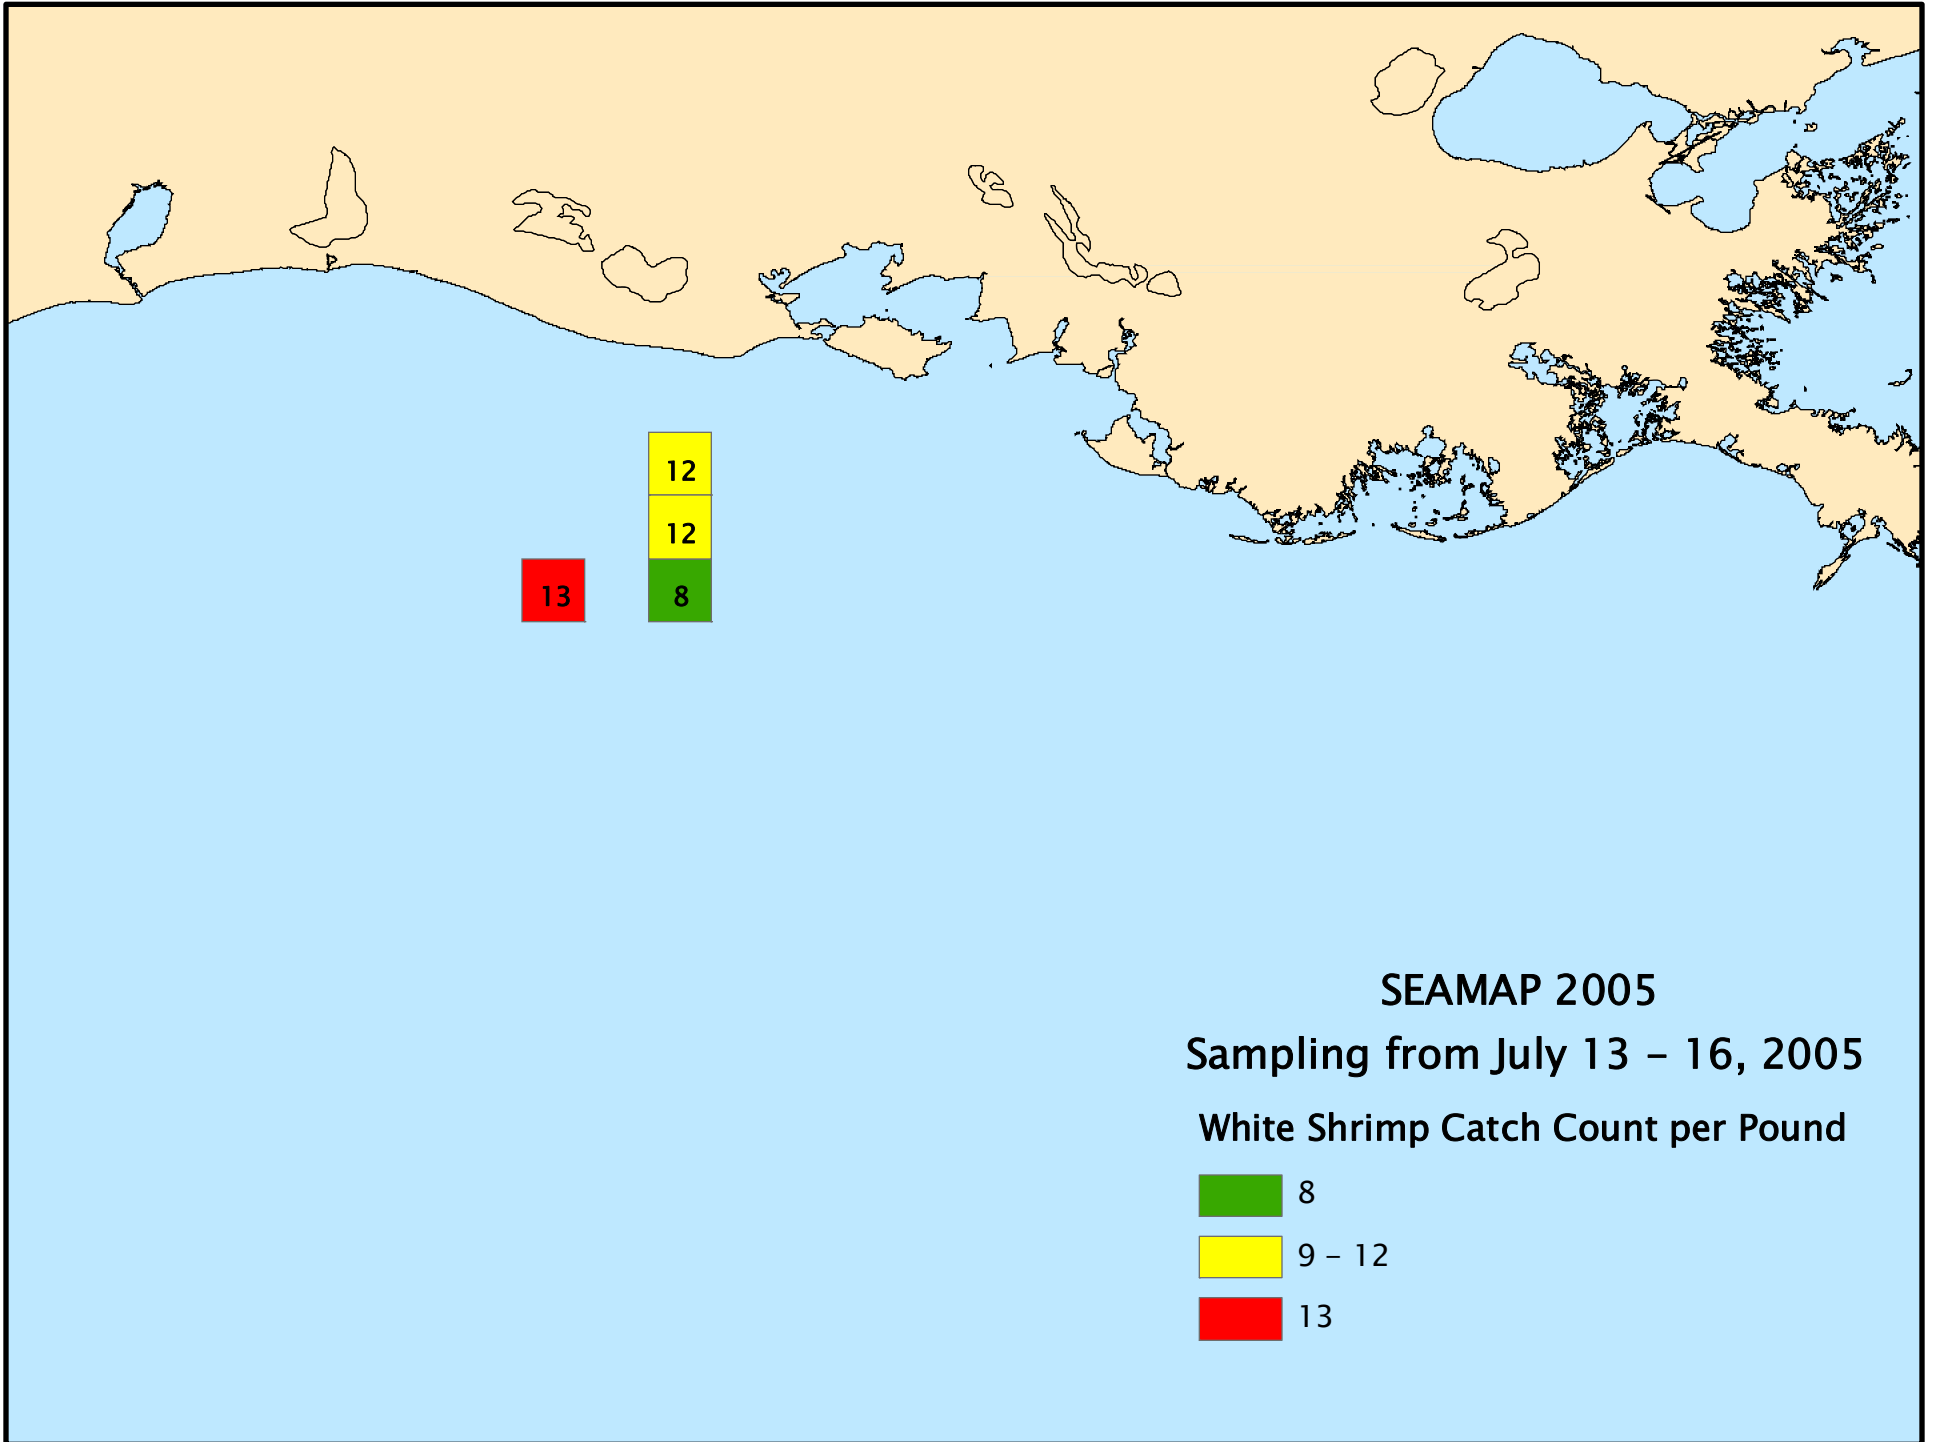 12
12
13 8
SEAMAP 2005
Sampling from July 13 - 16, 2005
White Shrimp Catch Count per Pound
8
9 - 12
13